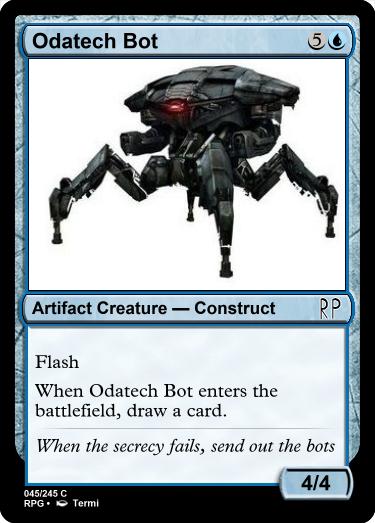 Odatech Bot 5
Artifact Creature — Construct RP
Flash
When Odatech Bot enters the
battlefield, draw a card.
When the secrecy fails, send out the bots
4/4
045/245 C
RPG • Termi